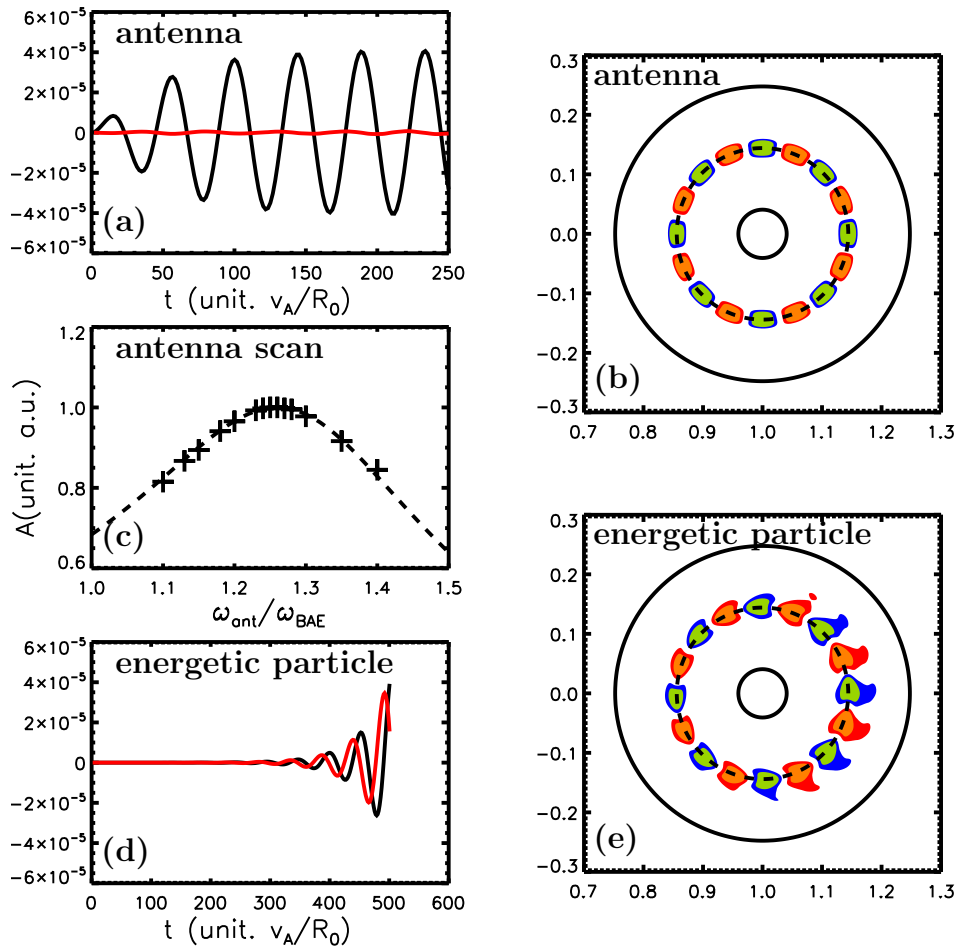 antenna
6×10⁻⁵
4×10⁻⁵
2×10⁻⁵
0
-2×10⁻⁵
-4×10⁻⁵
-6×10⁻⁵
(a)
0 50 100 150 200 250
t (unit. v_A/R_0)
antenna
0.3
0.2
0.1
0.0
-0.1
-0.2
-0.3
(b)
0.7 0.8 0.9 1.0 1.1 1.2 1.3
antenna scan
A(unit. a.u.)
1.2
1.0
0.8
0.6
(c)
1.0 1.1 1.2 1.3 1.4 1.5
ω_ant/ω_BAE
energetic particle
6×10⁻⁵
4×10⁻⁵
2×10⁻⁵
0
-2×10⁻⁵
-4×10⁻⁵
-6×10⁻⁵
(d)
0 100 200 300 400 500 600
t (unit. v_A/R_0)
energetic particle
0.3
0.2
0.1
0.0
-0.1
-0.2
-0.3
(e)
0.7 0.8 0.9 1.0 1.1 1.2 1.3